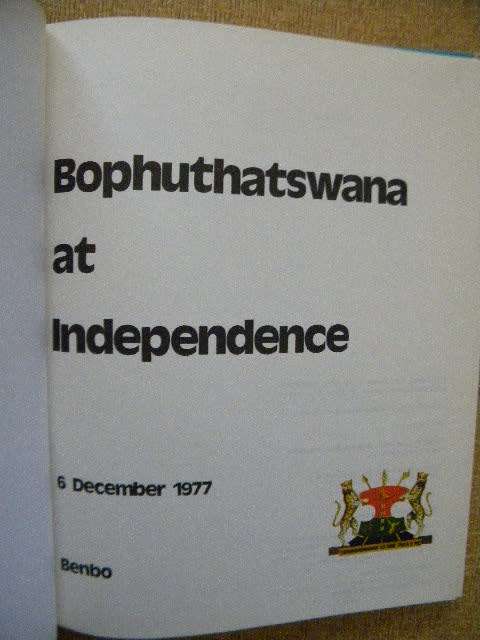 Bophuthatswana
at
Independence
6 December 1977
Benbo